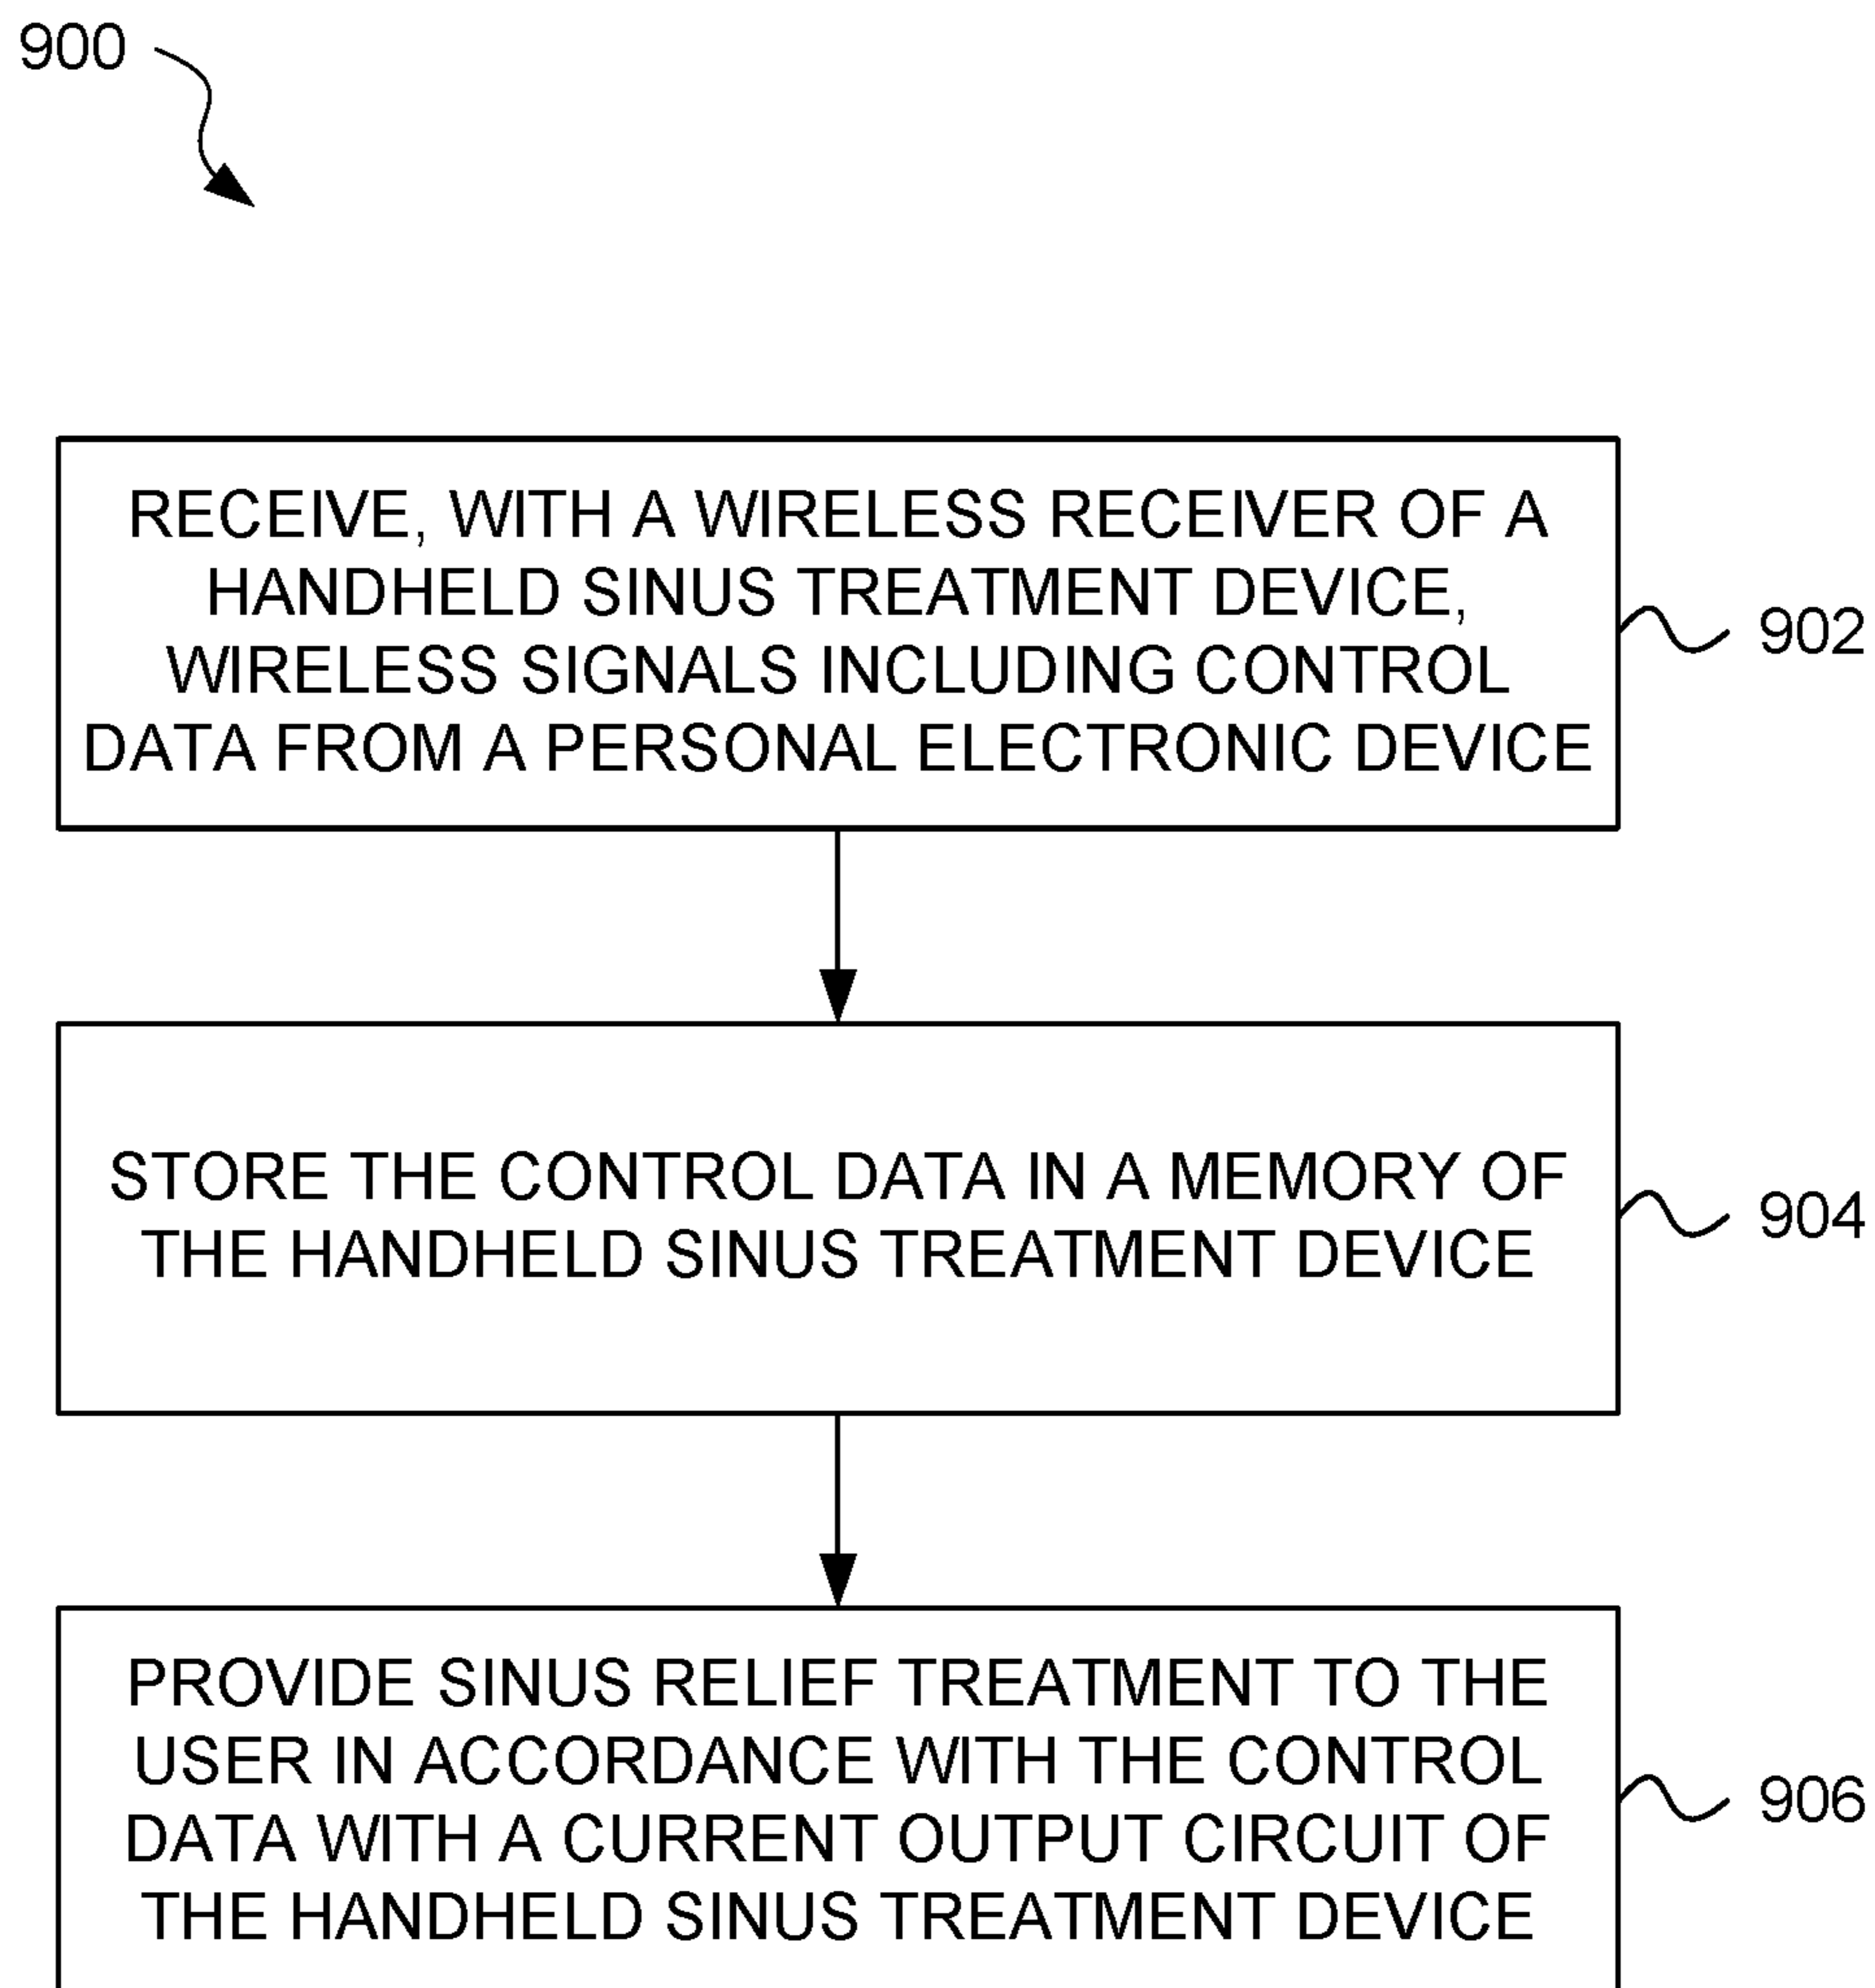 900
RECEIVE, WITH A WIRELESS RECEIVER OF A
HANDHELD SINUS TREATMENT DEVICE,
WIRELESS SIGNALS INCLUDING CONTROL
DATA FROM A PERSONAL ELECTRONIC DEVICE
902
STORE THE CONTROL DATA IN A MEMORY OF
THE HANDHELD SINUS TREATMENT DEVICE
904
PROVIDE SINUS RELIEF TREATMENT TO THE
USER IN ACCORDANCE WITH THE CONTROL
DATA WITH A CURRENT OUTPUT CIRCUIT OF
THE HANDHELD SINUS TREATMENT DEVICE
906